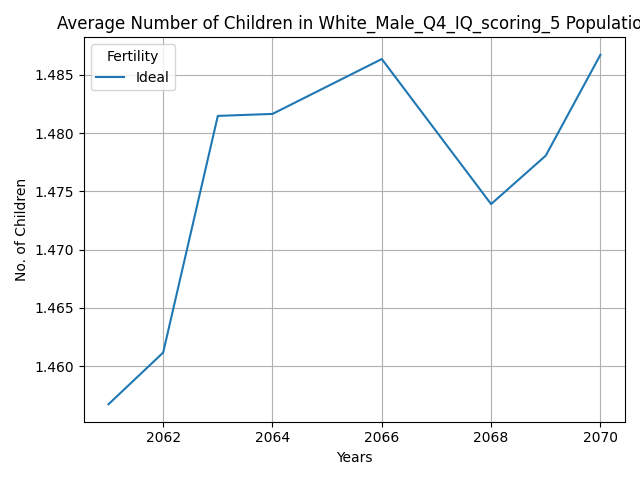 Average Number of Children in White_Male_Q4_IQ_scoring_5 Populatio
Fertility
Ideal
1.485
1.480
1.475
1.470
1.465
1.460
No. of Children
2062 2064 2066 2068 2070
Years